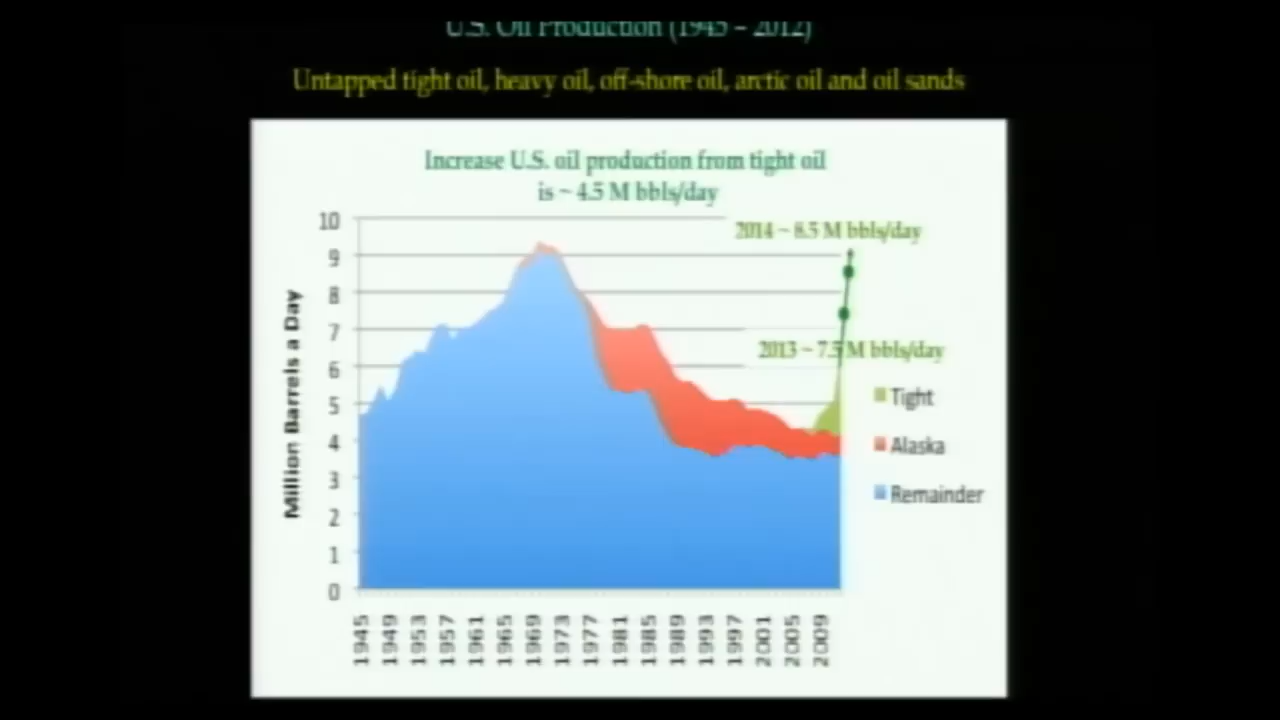 U.S. Oil Production (1945 – 2012)
Untapped tight oil, heavy oil, off-shore oil, arctic oil and oil sands
Increase U.S. oil production from tight oil
is ~ 4.5 M bbls/day
2014 ~ 8.5 M bbls/day
2013 ~ 7.5 M bbls/day
Million Barrels a Day
10
9
8
7
6
5
4
3
2
1
0
Tight
Alaska
Remainder
1945 1949 1953 1957 1961 1965 1969 1973 1977 1981 1985 1989 1993 1997 2001 2005 2009